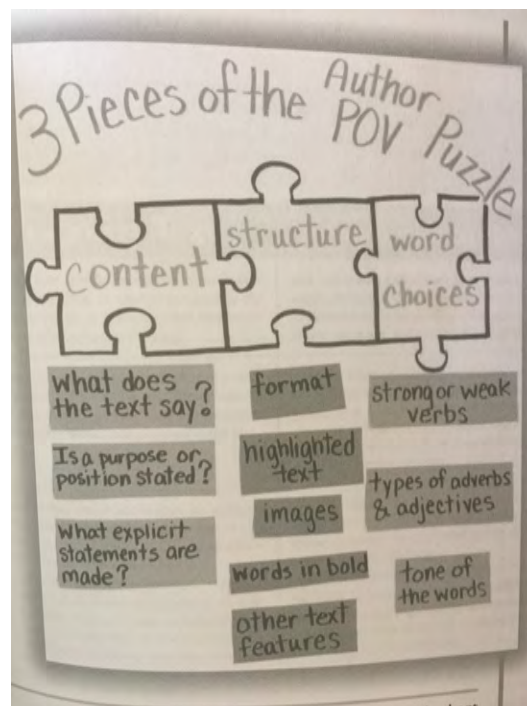 3 Pieces of the Author POV Puzzle
content
structure
word
choices
What does
the text say?
Is a purpose or
position stated?
What explicit
statements are
made?
format
highlighted
text
images
words in bold
other text
features
strong or weak
verbs
types of adverbs
& adjectives
tone of
the words